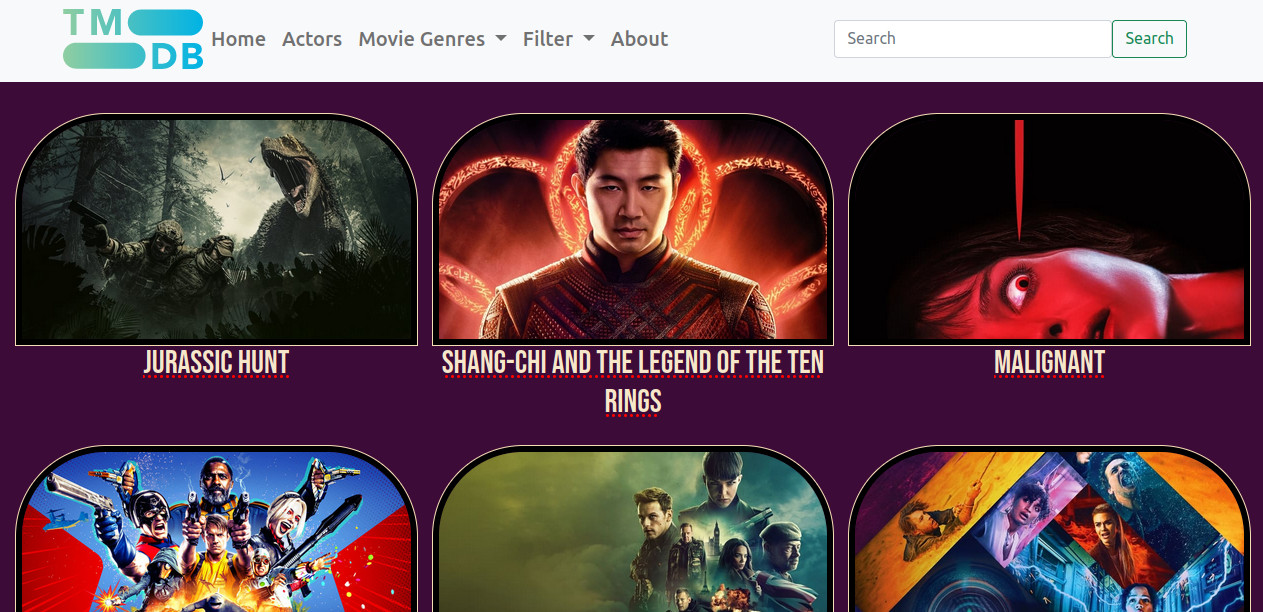 TM
DB
Home Actors Movie Genres Filter About
Search Search
JURASSIC HUNT
SHANG-CHI AND THE LEGEND OF THE TEN
RINGS
MALIGNANT